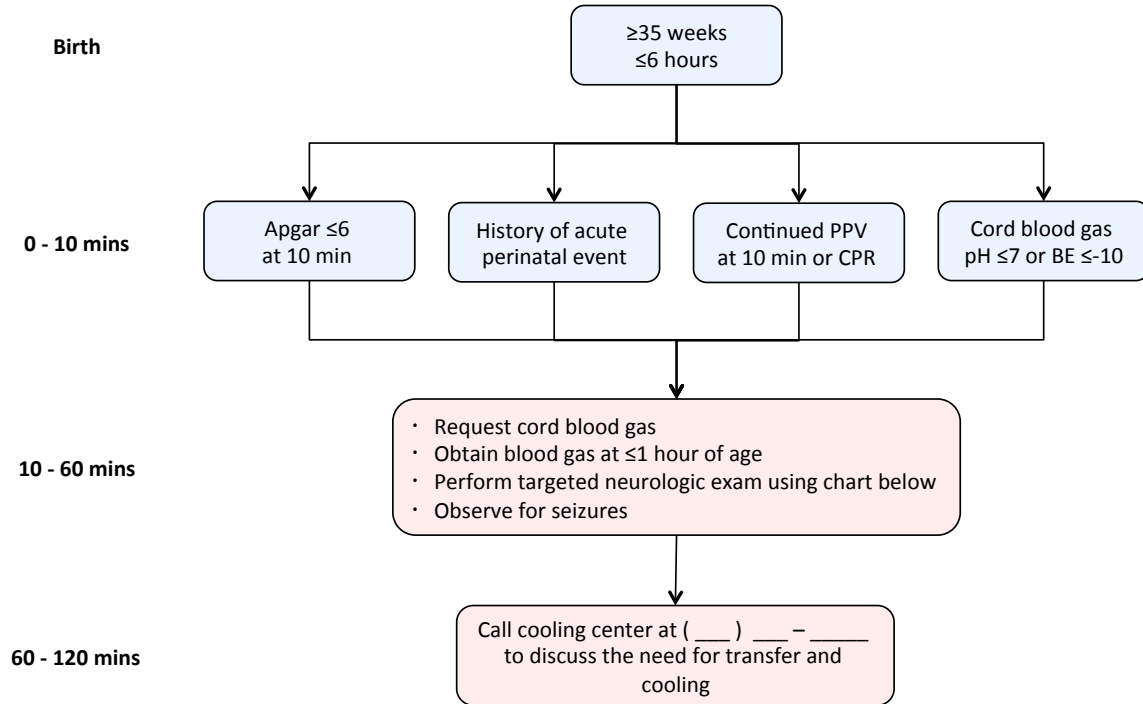 Birth
≥35 weeks
≤6 hours
0 - 10 mins
Apgar ≤6
at 10 min
History of acute
perinatal event
Continued PPV
at 10 min or CPR
Cord blood gas
pH ≤7 or BE ≤-10
10 - 60 mins
· Request cord blood gas
· Obtain blood gas at ≤1 hour of age
· Perform targeted neurologic exam using chart below
· Observe for seizures
60 - 120 mins
Call cooling center at ( ___ ) ___ – _____
to discuss the need for transfer and
cooling